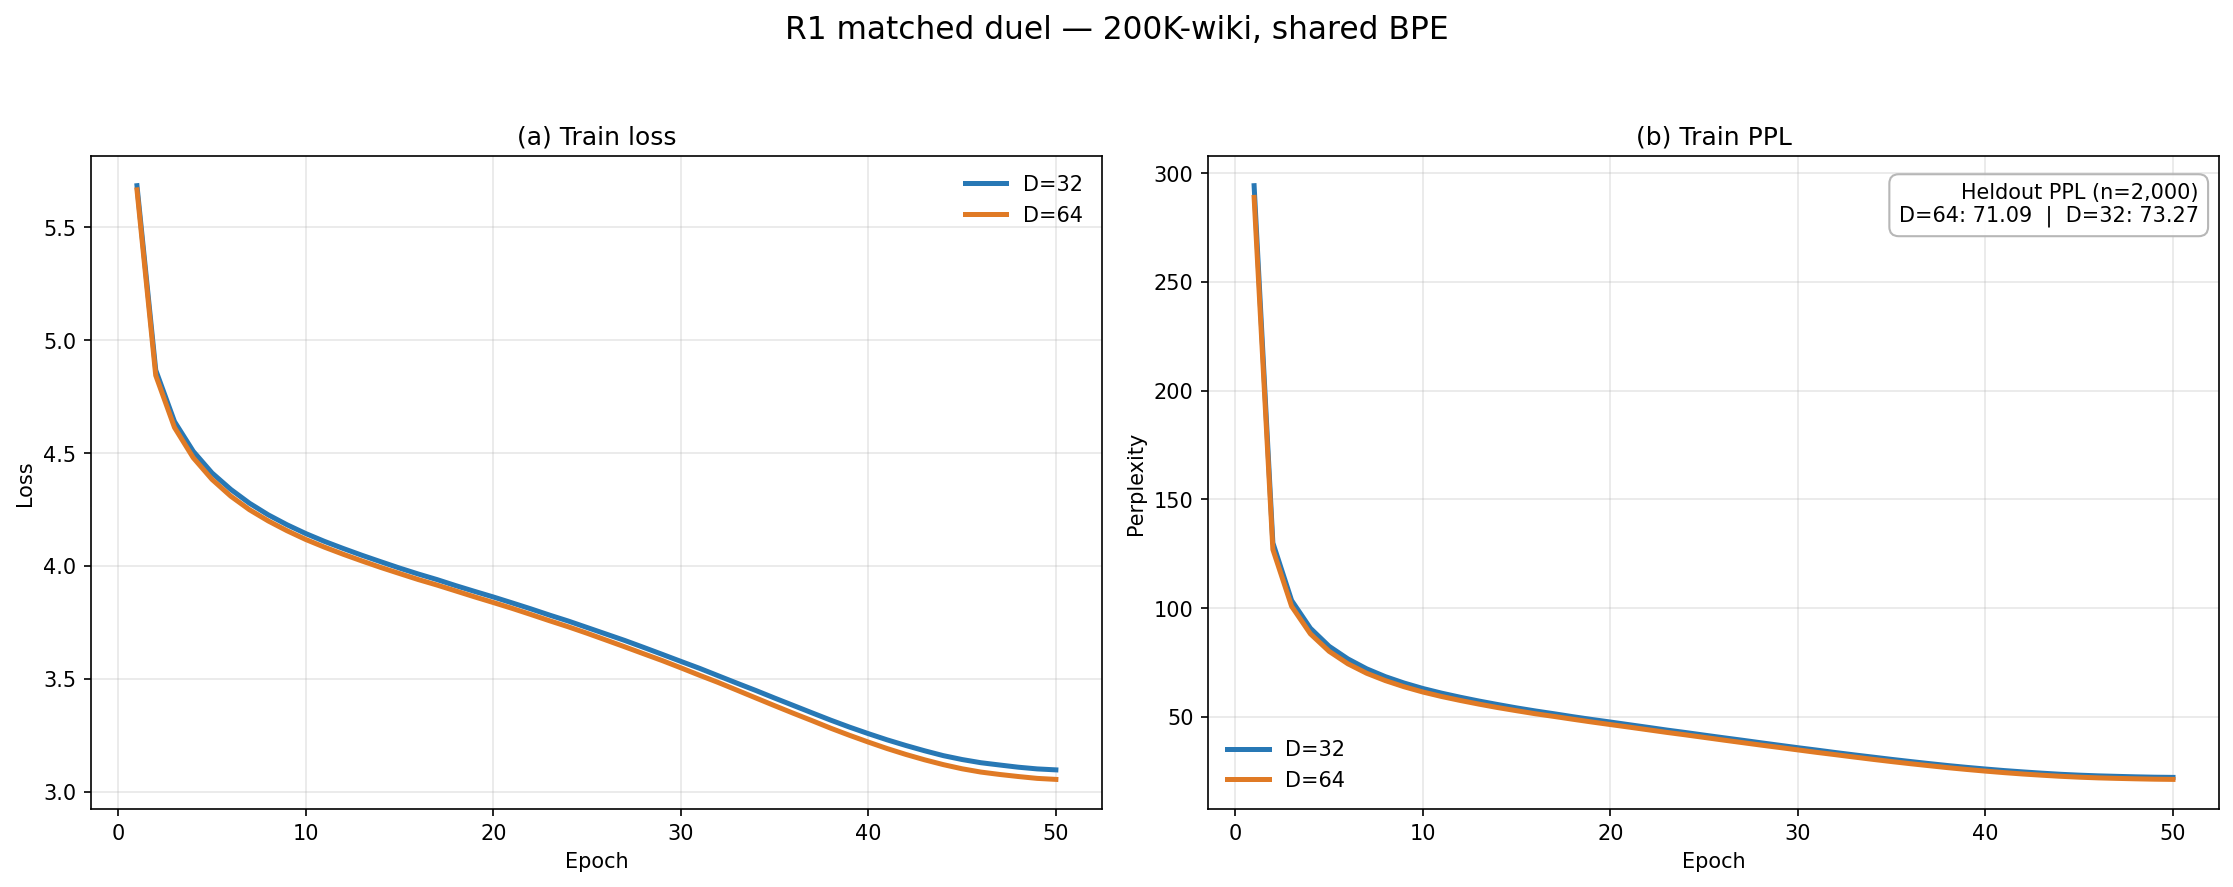 R1 matched duel — 200K-wiki, shared BPE
(a) Train loss
Loss
5.5
5.0
4.5
4.0
3.5
3.0
0 10 20 30 40 50
Epoch
D=32
D=64
(b) Train PPL
Perplexity
300
250
200
150
100
50
0 10 20 30 40 50
Epoch
Heldout PPL (n=2,000)
D=64: 71.09 | D=32: 73.27
D=32
D=64